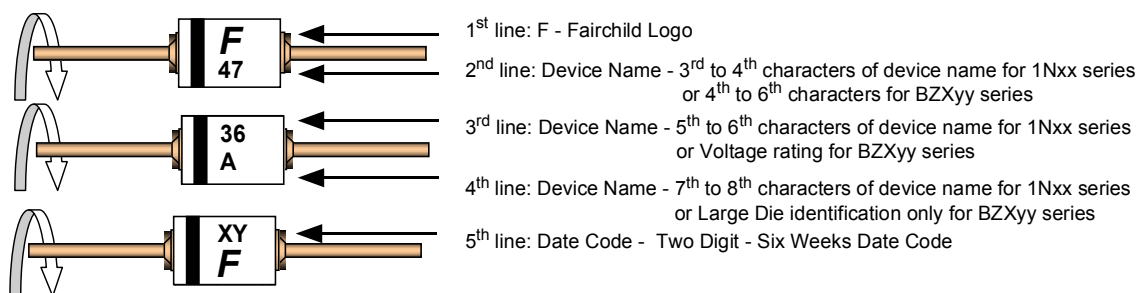 F
47
36
A
XY
F
1st line: F - Fairchild Logo
2nd line: Device Name - 3rd to 4th characters of device name for 1Nxx series
or 4th to 6th characters for BZXyy series
3rd line: Device Name - 5th to 6th characters of device name for 1Nxx series
or Voltage rating for BZXyy series
4th line: Device Name - 7th to 8th characters of device name for 1Nxx series
or Large Die identification only for BZXyy series
5th line: Date Code - Two Digit - Six Weeks Date Code